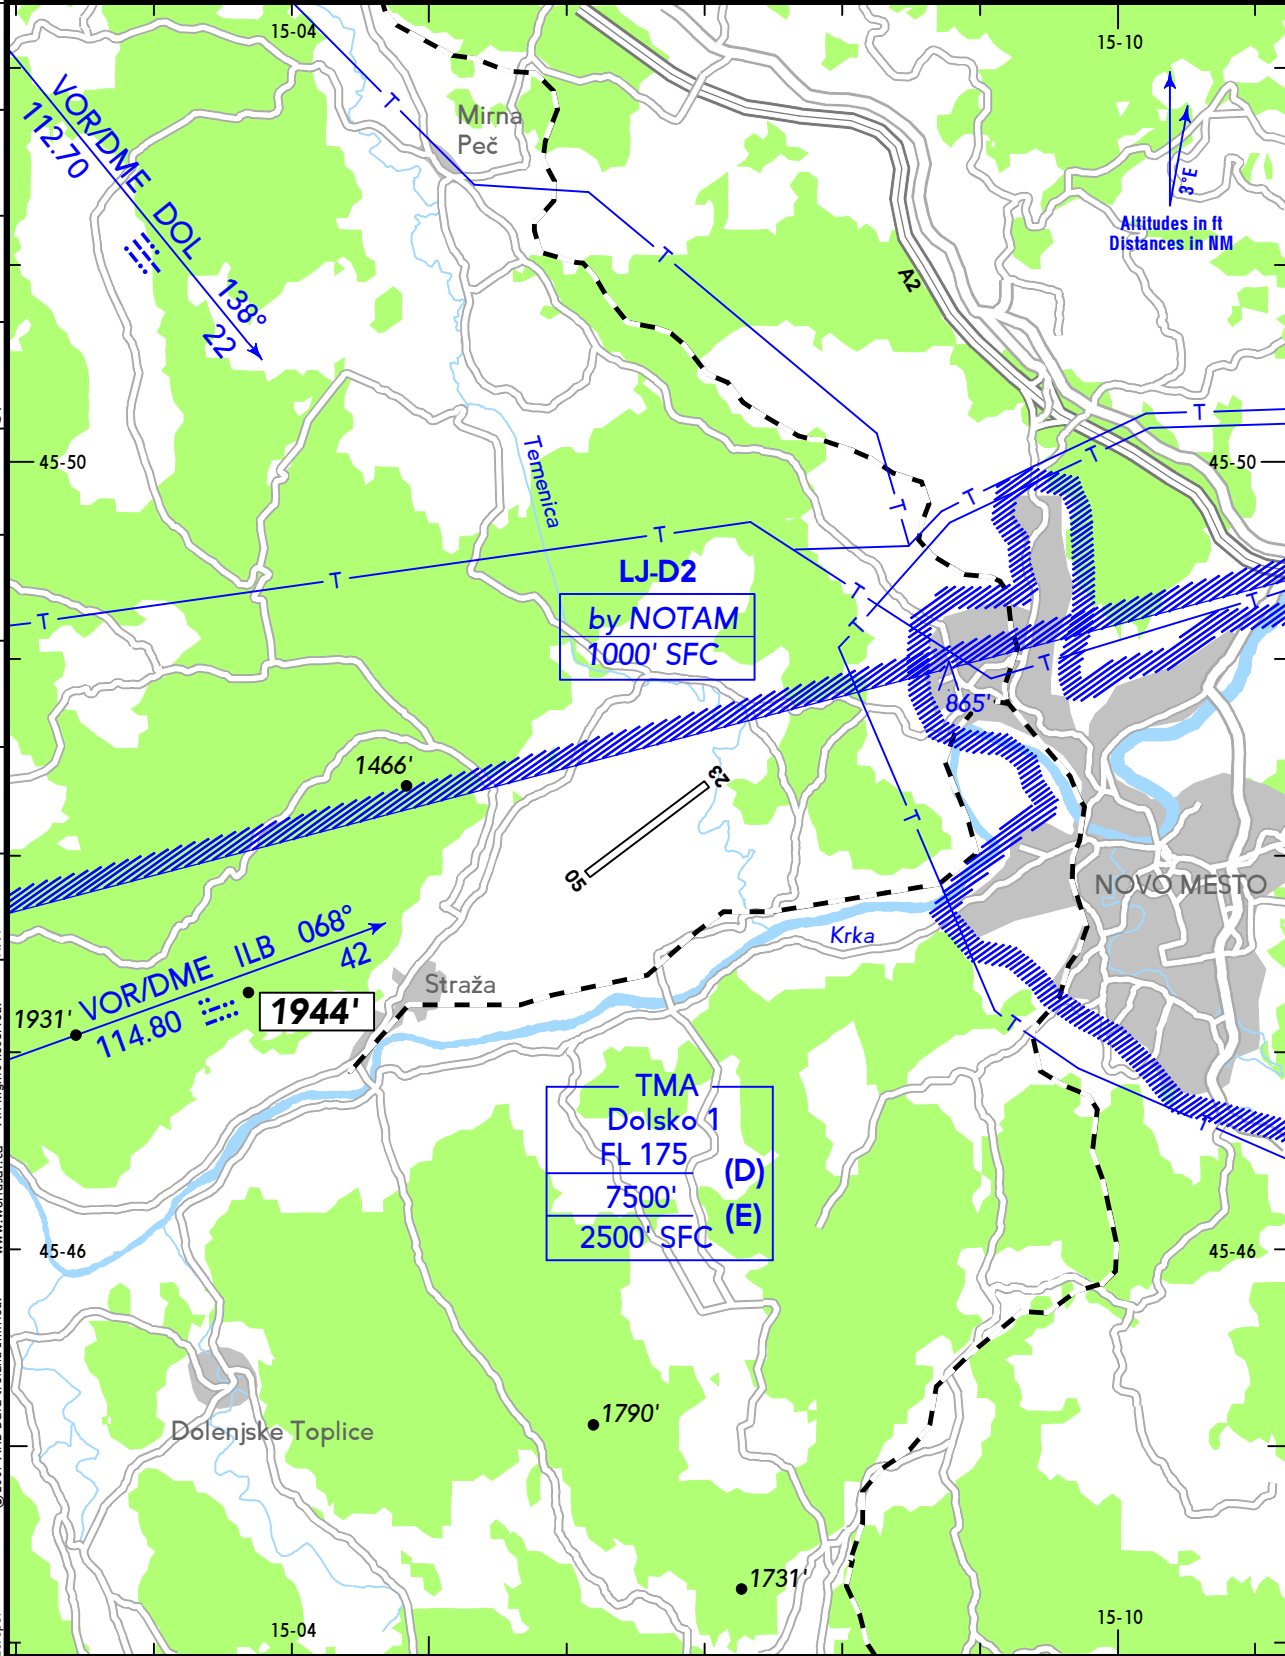 15-04
15-10
VOR/DME DOL 138°
112.70
22
T
Mirna
Peč
3°E
Altitudes in ft
Distances in NM
T
A2
T
T
45-50
45-50
Temenica
T
T
T
T
LJ-D2
T
T
T
T
by NOTAM
T
1000' SFC
T
865'
1466'
23
T
05
NOVO MESTO
VOR/DME ILB 068°
42
Krka
Straža
1944'
1931'
114.80
T
TMA
Dolsko 1
T
FL 175
(D)
7500'
(E)
2500' SFC
45-46
45-46
1790'
Dolenjske Toplice
1731'
15-04
15-10